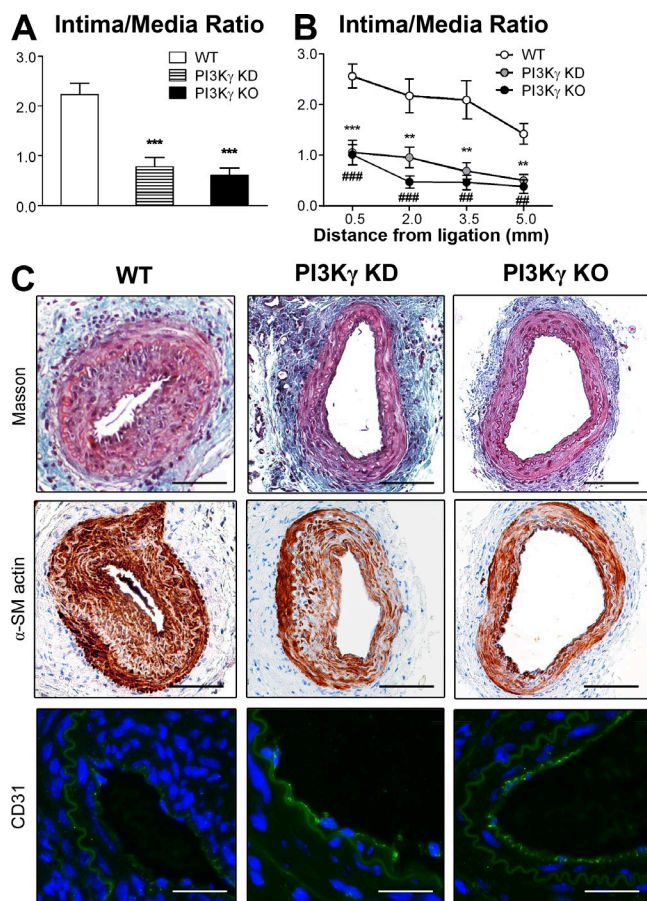 A Intima/Media Ratio
WT
PI3Kγ KD
PI3Kγ KO
3.0
2.0
1.0
0.0
***
***
B Intima/Media Ratio
WT
PI3Kγ KD
PI3Kγ KO
3.0
2.0
1.0
0.0
*** ** ** **
### ### ## ##
0.5 2.0 3.5 5.0
Distance from ligation (mm)
C WT PI3Kγ KD PI3Kγ KO
Masson
α-SM actin
CD31